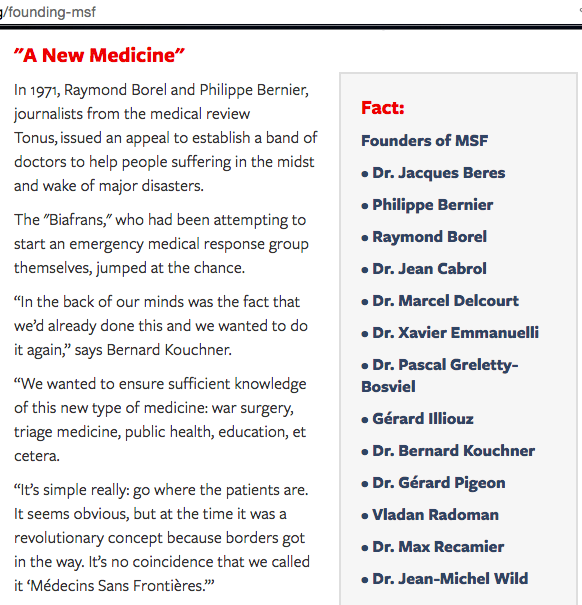 g/founding-msf
"A New Medicine"
In 1971, Raymond Borel and Philippe Bernier,
journalists from the medical review
Tonus, issued an appeal to establish a band of
doctors to help people suffering in the midst
and wake of major disasters.
The "Biafrans," who had been attempting to
start an emergency medical response group
themselves, jumped at the chance.
“In the back of our minds was the fact that
we’d already done this and we wanted to do
it again,” says Bernard Kouchner.
“We wanted to ensure sufficient knowledge
of this new type of medicine: war surgery,
triage medicine, public health, education, et
cetera.
“It’s simple really: go where the patients are.
It seems obvious, but at the time it was a
revolutionary concept because borders got
in the way. It’s no coincidence that we called
it ‘Médecins Sans Frontières.’”
Fact:
Founders of MSF
• Dr. Jacques Beres
• Philippe Bernier
• Raymond Borel
• Dr. Jean Cabrol
• Dr. Marcel Delcourt
• Dr. Xavier Emmanuelli
• Dr. Pascal Greletty-
Bosviel
• Gérard Illiouz
• Dr. Bernard Kouchner
• Dr. Gérard Pigeon
• Vladan Radoman
• Dr. Max Recamier
• Dr. Jean-Michel Wild